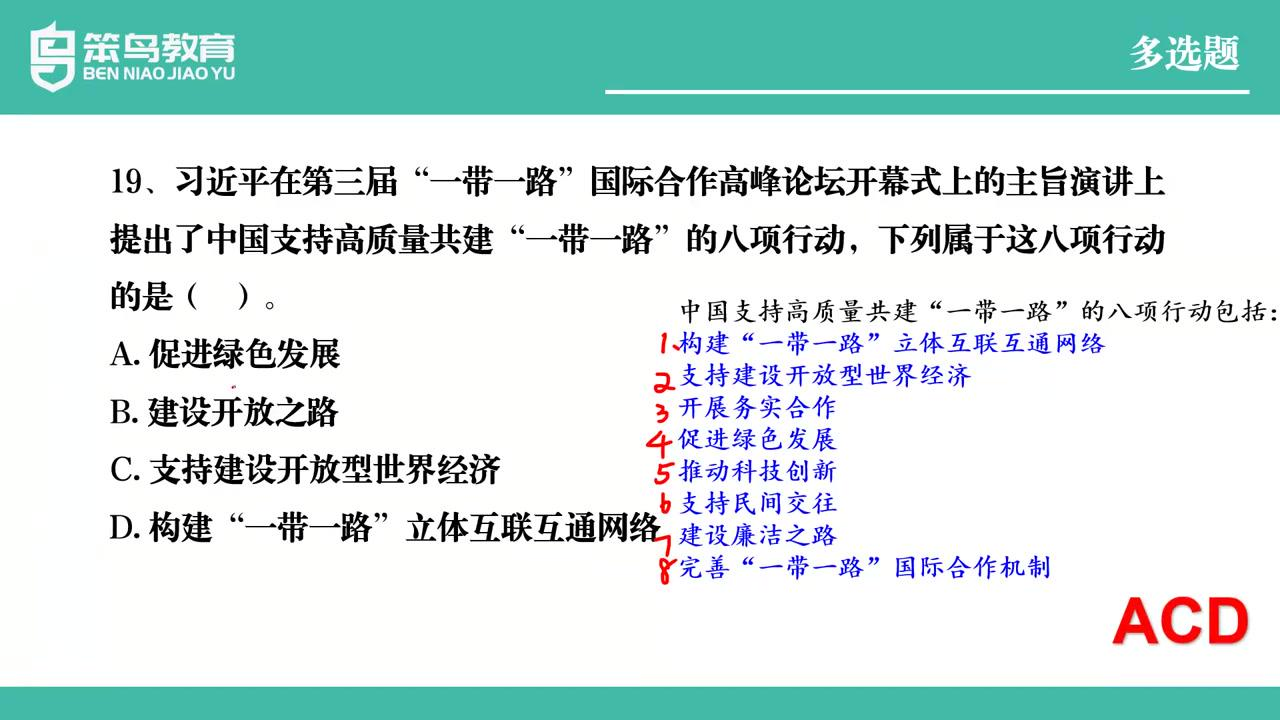 笨鸟教育
BEN NIAO JIAO YU
多选题
19、习近平在第三届“一带一路”国际合作高峰论坛开幕式上的主旨演讲上
提出了中国支持高质量共建“一带一路”的八项行动，下列属于这八项行动
的是（ ）。
A. 促进绿色发展
B. 建设开放之路
C. 支持建设开放型世界经济
D. 构建“一带一路”立体互联互通网络
中国支持高质量共建“一带一路”的八项行动包括：
1、构建“一带一路”立体互联互通网络
2 支持建设开放型世界经济
3 开展务实合作
4 促进绿色发展
5 推动科技创新
6 支持民间交往
7 建设廉洁之路
8 完善“一带一路”国际合作机制
ACD